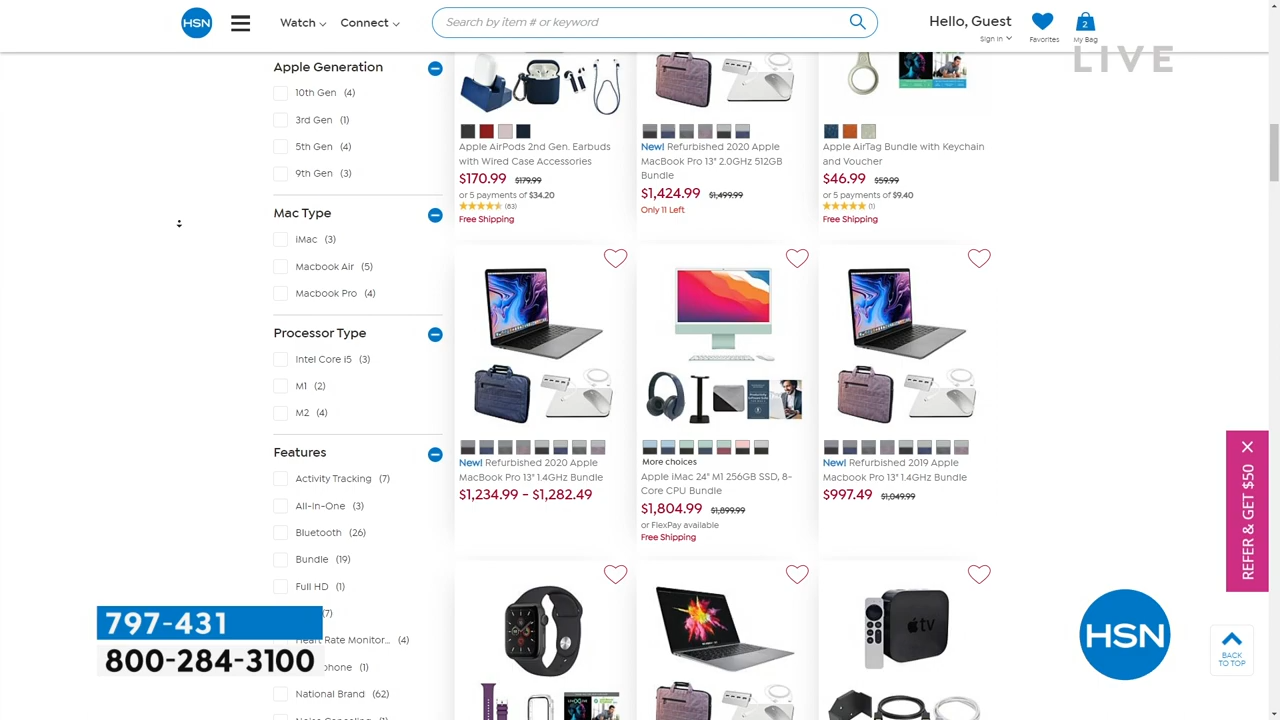 HSN
Watch
Connect
Search by item # or keyword
Hello, Guest
Sign In
Favorites
2
My Bag
LIVE
Apple Generation
10th Gen (4)
3rd Gen (1)
5th Gen (4)
9th Gen (3)
Mac Type
iMac (3)
Macbook Air (5)
Macbook Pro (4)
Processor Type
Intel Core i5 (3)
M1 (2)
M2 (4)
Features
Activity Tracking (7)
All-In-One (3)
Bluetooth (26)
Bundle (19)
Full HD (1)
(7)
Heart Rate Monitor... (4)
phone (1)
National Brand (62)
Apple AirPods 2nd Gen. Earbuds
with Wired Case Accessories
$170.99 $179.99
or 5 payments of $34.20
(83)
Free Shipping
New! Refurbished 2020 Apple
MacBook Pro 13" 2.0GHz 512GB
Bundle
$1,424.99 $1,499.99
Only 11 Left
Apple AirTag Bundle with Keychain
and Voucher
$46.99 $59.99
or 5 payments of $9.40
(1)
Free Shipping
New! Refurbished 2020 Apple
MacBook Pro 13" 1.4GHz Bundle
$1,234.99 - $1,282.49
More choices
Apple iMac 24" M1 256GB SSD, 8-
Core CPU Bundle
$1,804.99 $1,899.99
or FlexPay available
Free Shipping
New! Refurbished 2019 Apple
Macbook Pro 13" 1.4GHz Bundle
$997.49 $1,049.99
tv
REFER & GET $50
797-431
800-284-3100
HSN
BACK
TO TOP